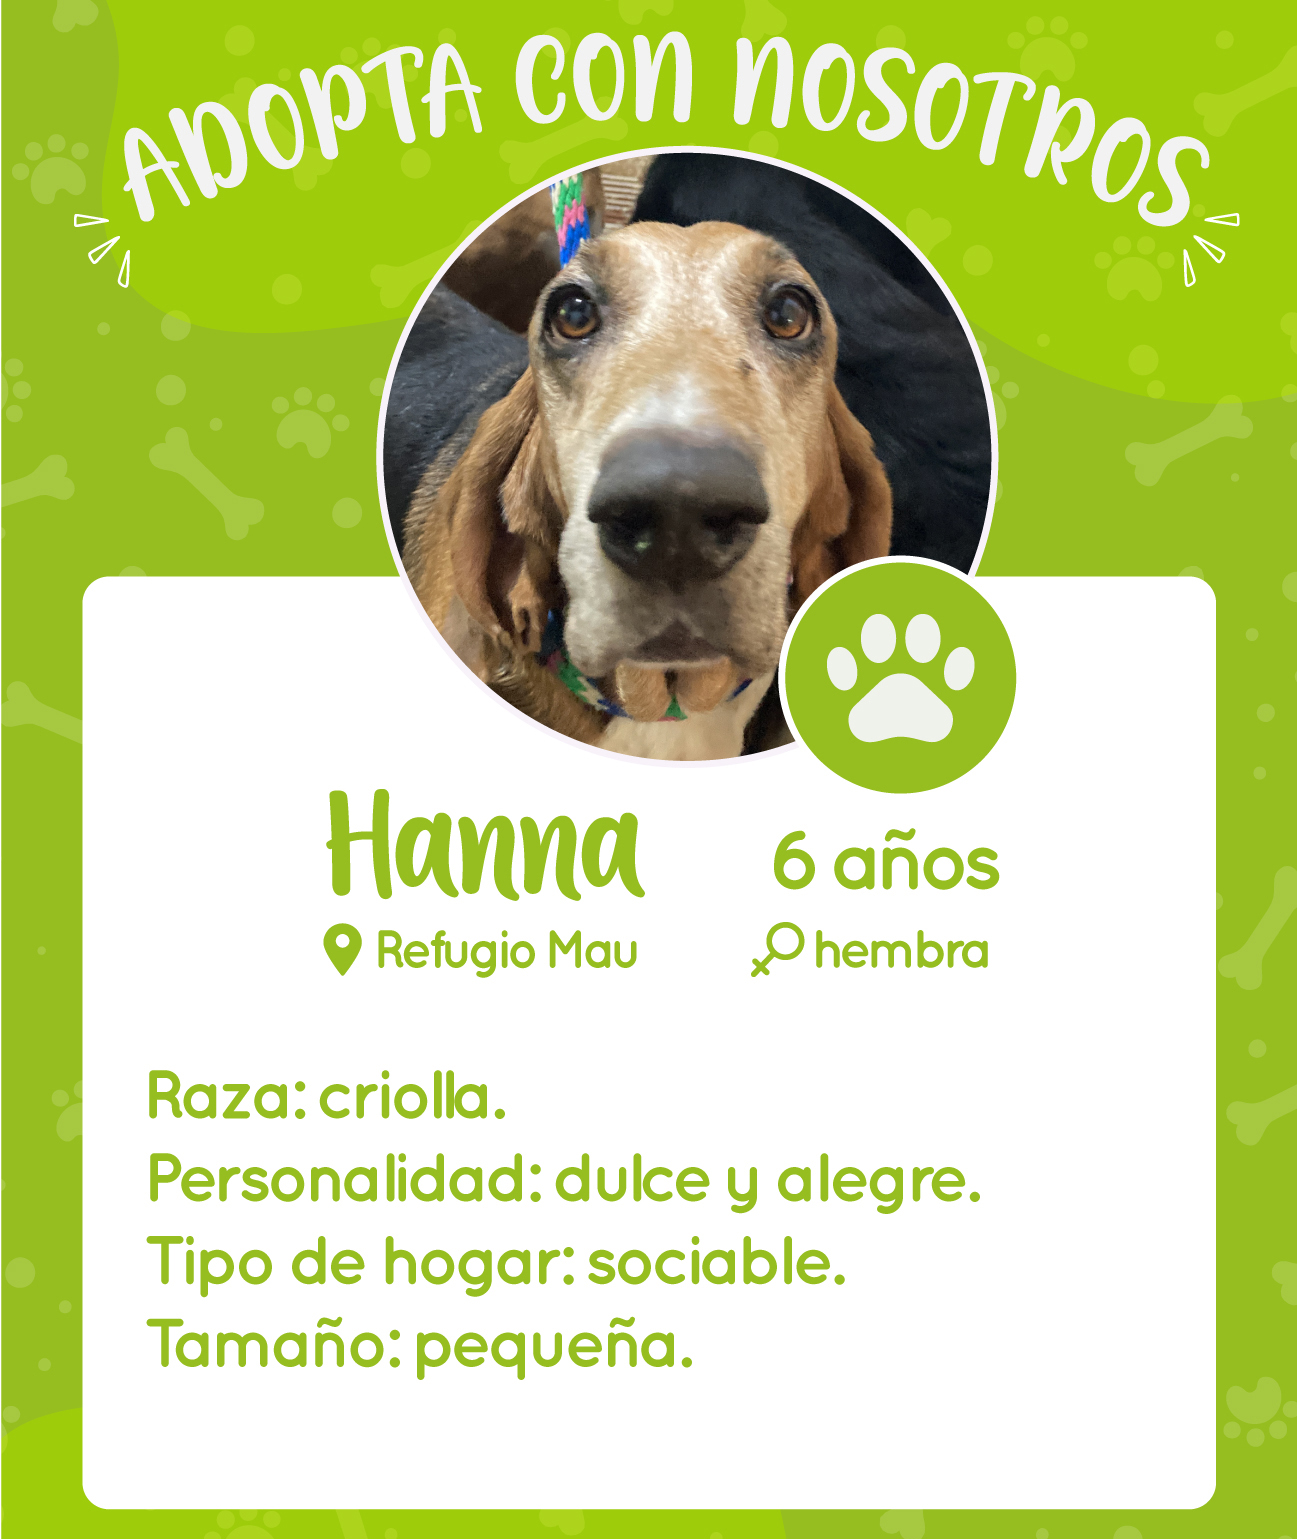 ADOPTA CON NOSOTROS
Hanna
6 años
Refugio Mau
hembra
Raza: criolla.
Personalidad: dulce y alegre.
Tipo de hogar: sociable.
Tamaño: pequeña.